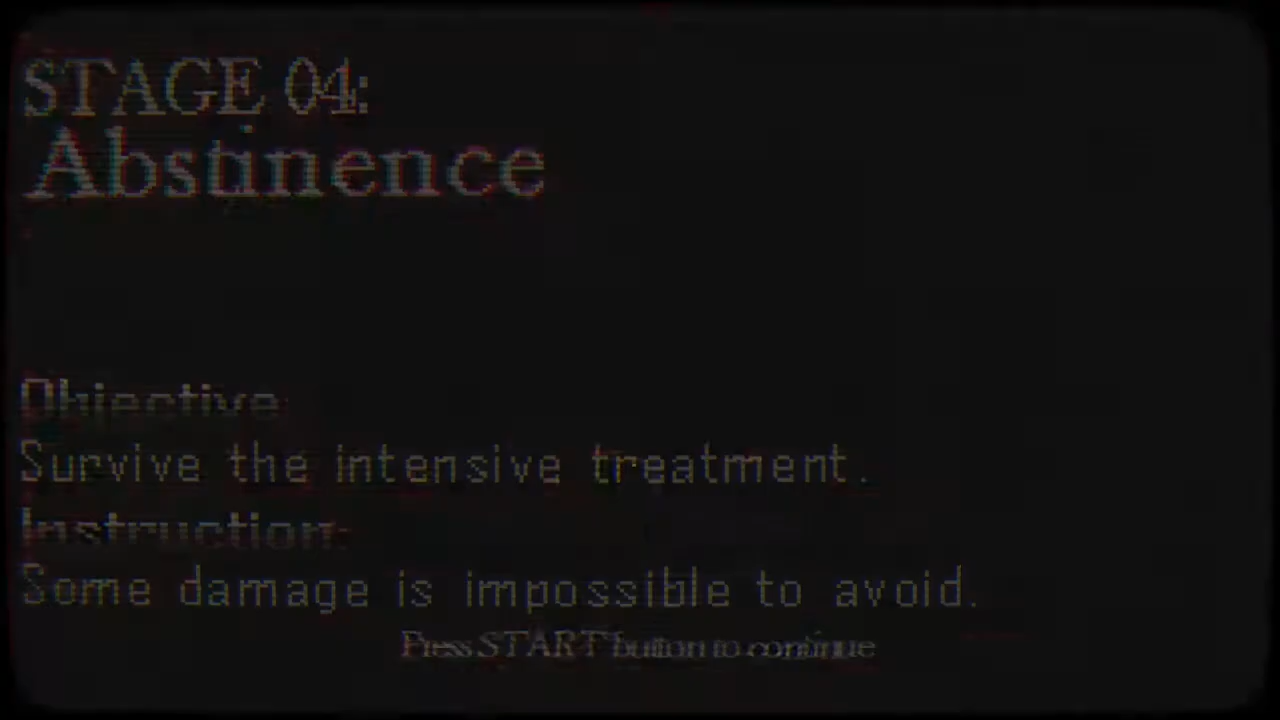 STAGE 04:
Abstinence
Objective:
Survive the intensive treatment.
Instruction:
Some damage is impossible to avoid.
Press START button to continue